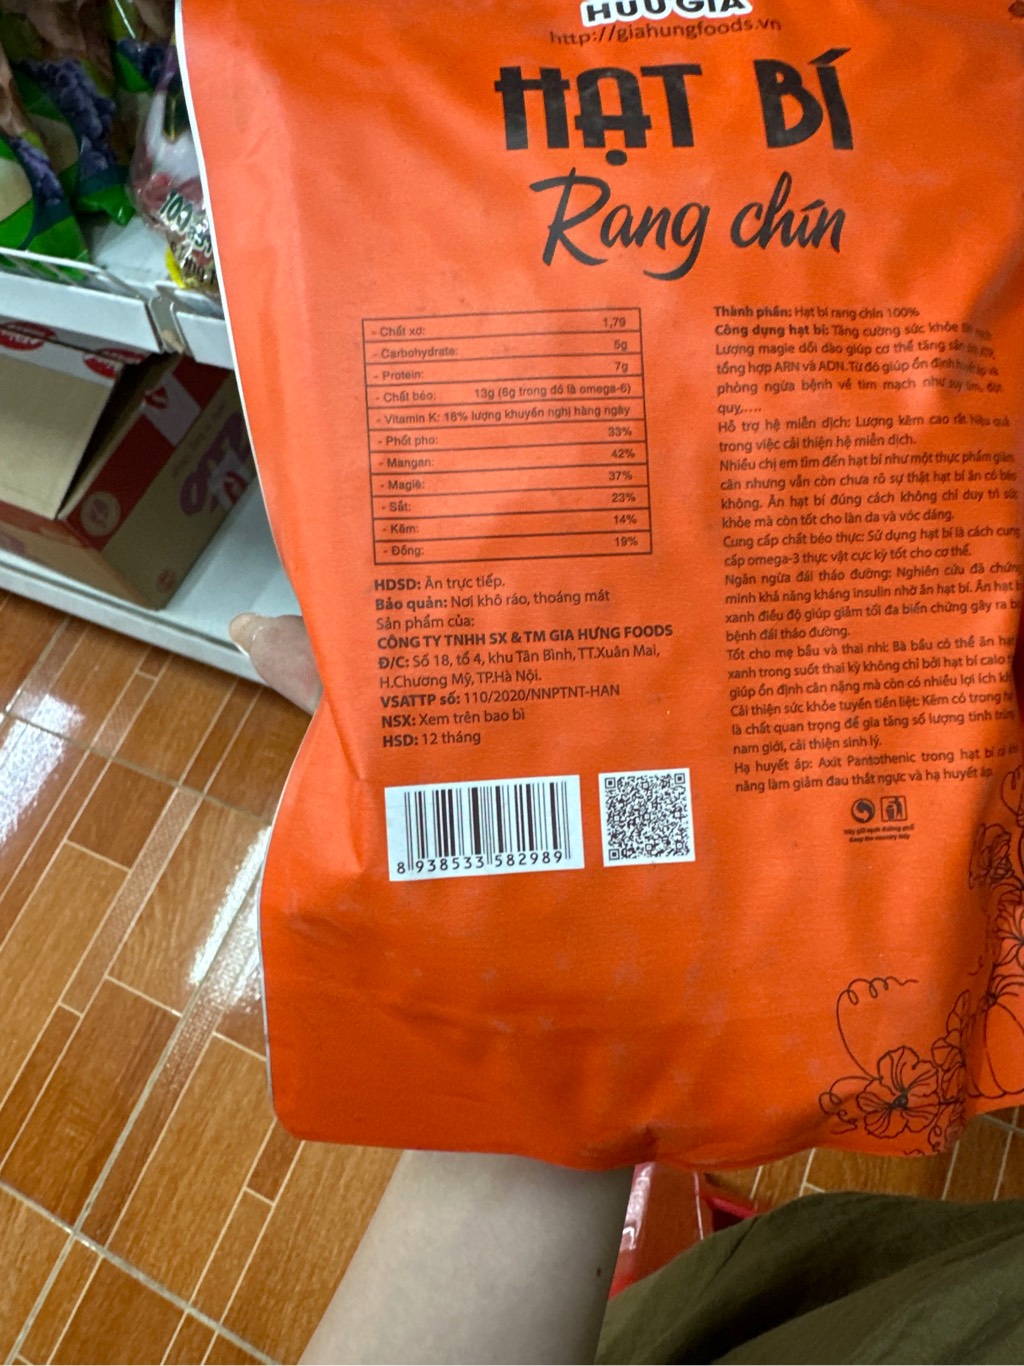 HUU GIA
http://giahungfoods.vn
HẠT BÍ
Rang chín
- Chất xơ: 1,79
- Carbohydrate: 5g
- Protein: 7g
- Chất béo: 13g (6g trong đó là omega-6)
- Vitamin K: 18% lượng khuyến nghị hàng ngày
- Phốt pho: 33%
- Mangan: 42%
- Magiê: 37%
- Sắt: 23%
- Kẽm: 14%
- Đồng: 19%
HDSD: Ăn trực tiếp.
Bảo quản: Nơi khô ráo, thoáng mát
Sản phẩm của:
CÔNG TY TNHH SX & TM GIA HƯNG FOODS
Đ/C: Số 18, tổ 4, khu Tân Bình, TT.Xuân Mai,
H.Chương Mỹ, TP.Hà Nội.
VSATTP số: 110/2020/NNPTNT-HAN
NSX: Xem trên bao bì
HSD: 12 tháng
8 938533 582989
Thành phần: Hạt bí rang chín 100%
Công dụng hạt bí: Tăng cường sức khỏe
Lượng magie dồi dào giúp cơ thể tăng
tổng hợp ARN và ADN. Từ đó giúp ổn định
phòng ngừa bệnh về tim mạch như suy tim, đột
quỵ,....
Hỗ trợ hệ miễn dịch: Lượng kẽm cao rất hiệu quả
trong việc cải thiện hệ miễn dịch.
Nhiều chị em tìm đến hạt bí như một thực phẩm giảm
cân nhưng vẫn còn chưa rõ sự thật hạt bí ăn có béo
không. Ăn hạt bí đúng cách không chỉ duy trì sức
khỏe mà còn tốt cho làn da và vóc dáng.
Cung cấp chất béo thực: Sử dụng hạt bí là cách cung
cấp omega-3 thực vật cực kỳ tốt cho cơ thể.
Ngăn ngừa đái tháo đường: Nghiên cứu đã chứng
minh khả năng kháng insulin nhờ ăn hạt bí. Ăn hạt b
xanh điều độ giúp giảm tối đa biến chứng gây ra b
bệnh đái tháo đường.
Tốt cho mẹ bầu và thai nhi: Bà bầu có thể ăn hạt
xanh trong suốt thai kỳ không chỉ bởi hạt bí calo
giúp ổn định cân nặng mà còn có nhiều lợi ích
Cải thiện sức khỏe tuyến tiền liệt: Kẽm có trong
là chất quan trọng để gia tăng số lượng tinh trùng
nam giới, cải thiện sinh lý.
Hạ huyết áp: Axit Pantothenic trong hạt bí
năng làm giảm đau thắt ngực và hạ huyết áp
Hãy giữ sạch đường phố
Keep the country tidy